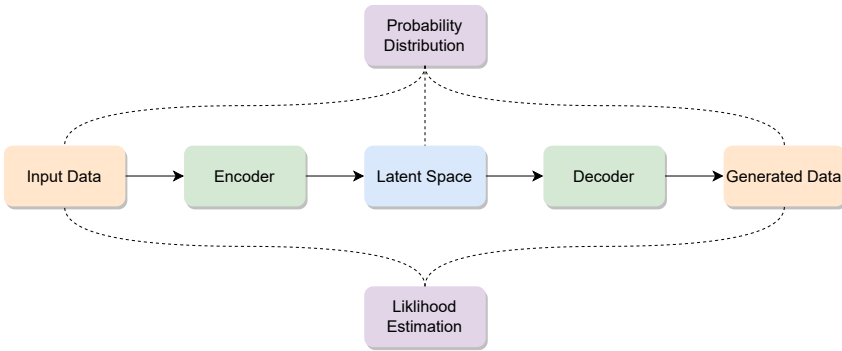 Probability
Distribution
Input Data
Encoder
Latent Space
Decoder
Generated Data
Liklihood
Estimation